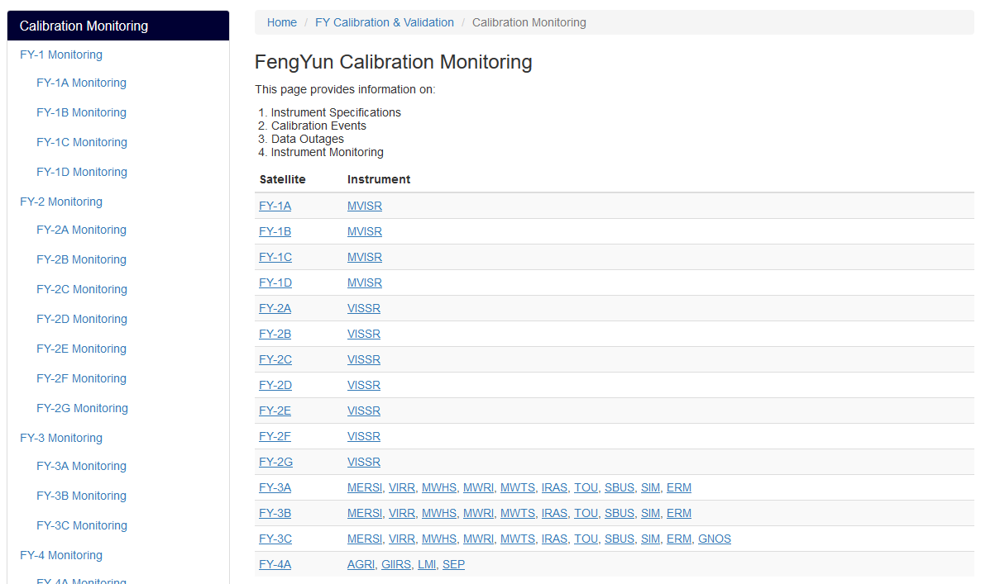 Calibration Monitoring
FY-1 Monitoring
FY-1A Monitoring
FY-1B Monitoring
FY-1C Monitoring
FY-1D Monitoring
FY-2 Monitoring
FY-2A Monitoring
FY-2B Monitoring
FY-2C Monitoring
FY-2D Monitoring
FY-2E Monitoring
FY-2F Monitoring
FY-2G Monitoring
FY-3 Monitoring
FY-3A Monitoring
FY-3B Monitoring
FY-3C Monitoring
FY-4 Monitoring
FY-4A Monitoring
Home / FY Calibration & Validation / Calibration Monitoring
FengYun Calibration Monitoring
This page provides information on:
1. Instrument Specifications
2. Calibration Events
3. Data Outages
4. Instrument Monitoring
Satellite Instrument
FY-1A MVISR
FY-1B MVISR
FY-1C MVISR
FY-1D MVISR
FY-2A VISSR
FY-2B VISSR
FY-2C VISSR
FY-2D VISSR
FY-2E VISSR
FY-2F VISSR
FY-2G VISSR
FY-3A MERSI, VIRR, MWHS, MWRI, MWTS, IRAS, TOU, SBUS, SIM, ERM
FY-3B MERSI, VIRR, MWHS, MWRI, MWTS, IRAS, TOU, SBUS, SIM, ERM
FY-3C MERSI, VIRR, MWHS, MWRI, MWTS, IRAS, TOU, SBUS, SIM, ERM, GNOS
FY-4A AGRI, GIIRS, LMI, SEP